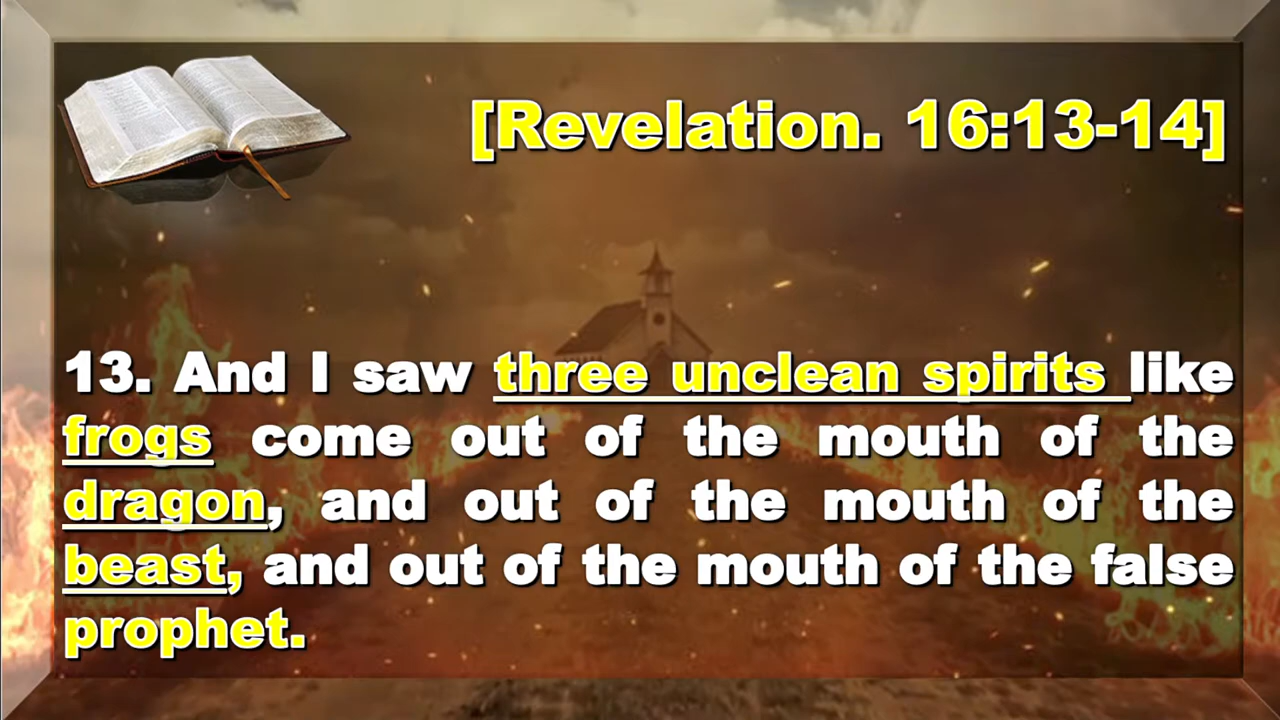 [Revelation. 16:13-14]
13. And I saw three unclean spirits like
frogs come out of the mouth of the
dragon, and out of the mouth of the
beast, and out of the mouth of the false
prophet.